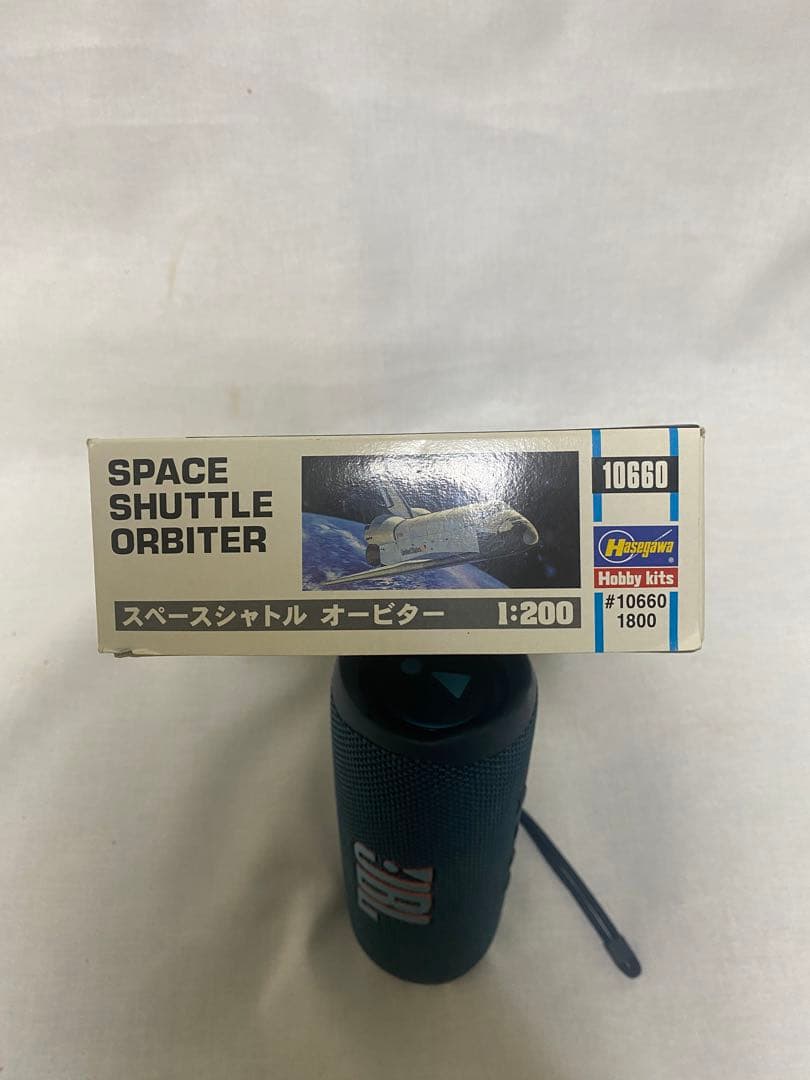 SPACE
SHUTTLE
ORBITER
スペースシャトル オービター 1:200
10660
Hasegawa
Hobby kits
#10660
1800
JBL